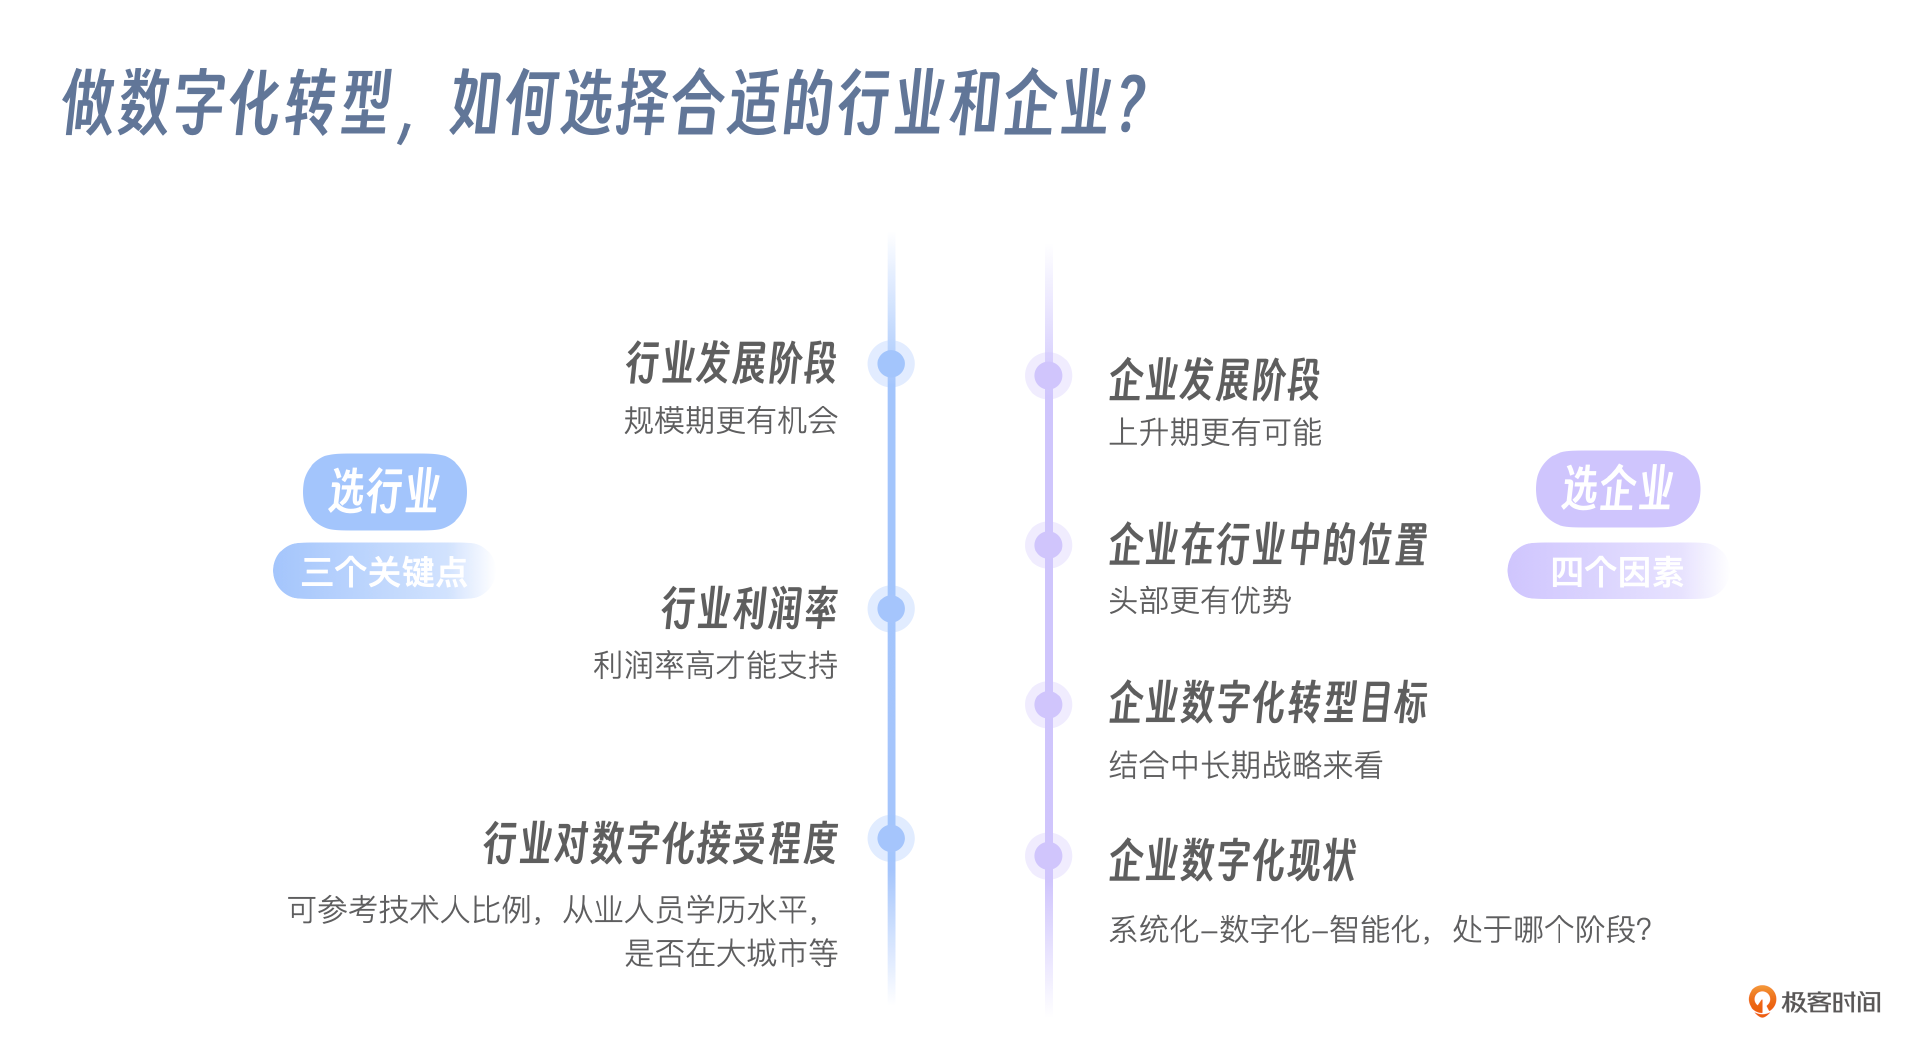 做数字化转型，如何选择合适的行业和企业？
选行业
三个关键点
行业发展阶段
规模期更有机会
行业利润率
利润率高才能支持
行业对数字化接受程度
可参考技术人比例，从业人员学历水平，
是否在大城市等
企业发展阶段
上升期更有可能
企业在行业中的位置
头部更有优势
企业数字化转型目标
结合中长期战略来看
企业数字化现状
系统化–数字化–智能化，处于哪个阶段？
选企业
四个因素
极客时间